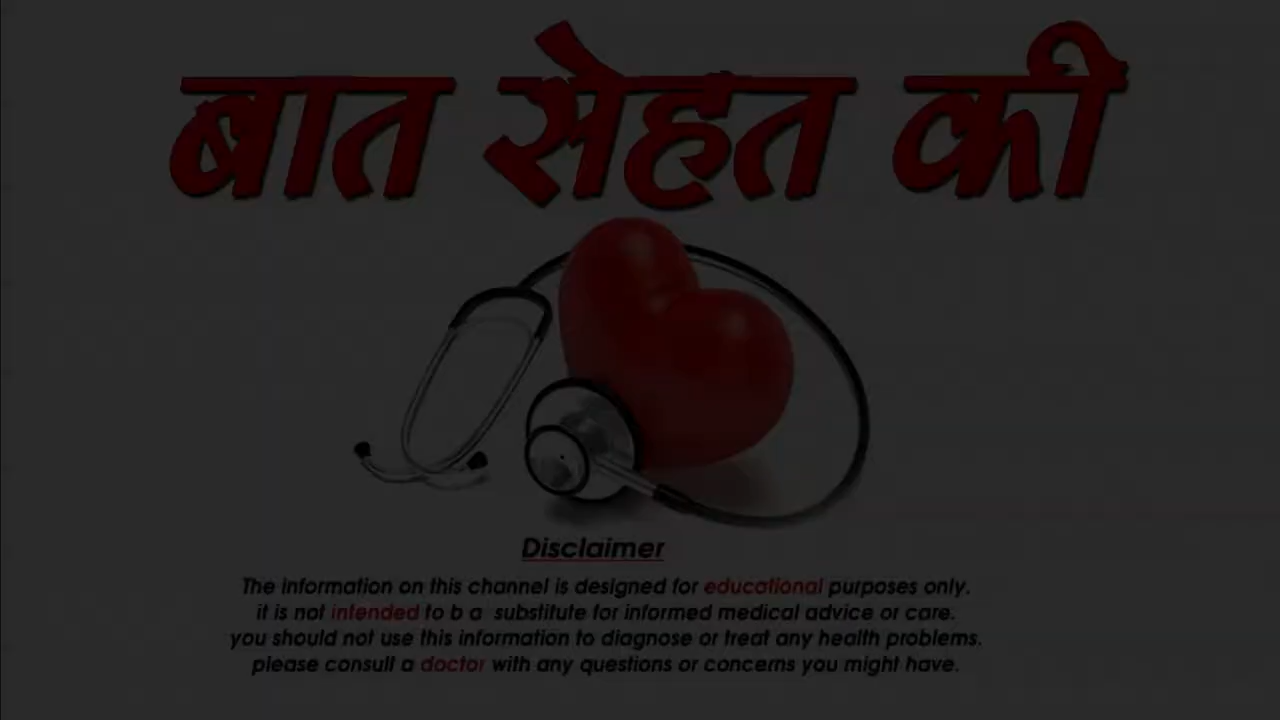 बात सेहत की
Disclaimer
The information on this channel is designed for educational purposes only.
it is not intended to b a substitute for informed medical advice or care.
you should not use this information to diagnose or treat any health problems.
please consult a doctor with any questions or concerns you might have.